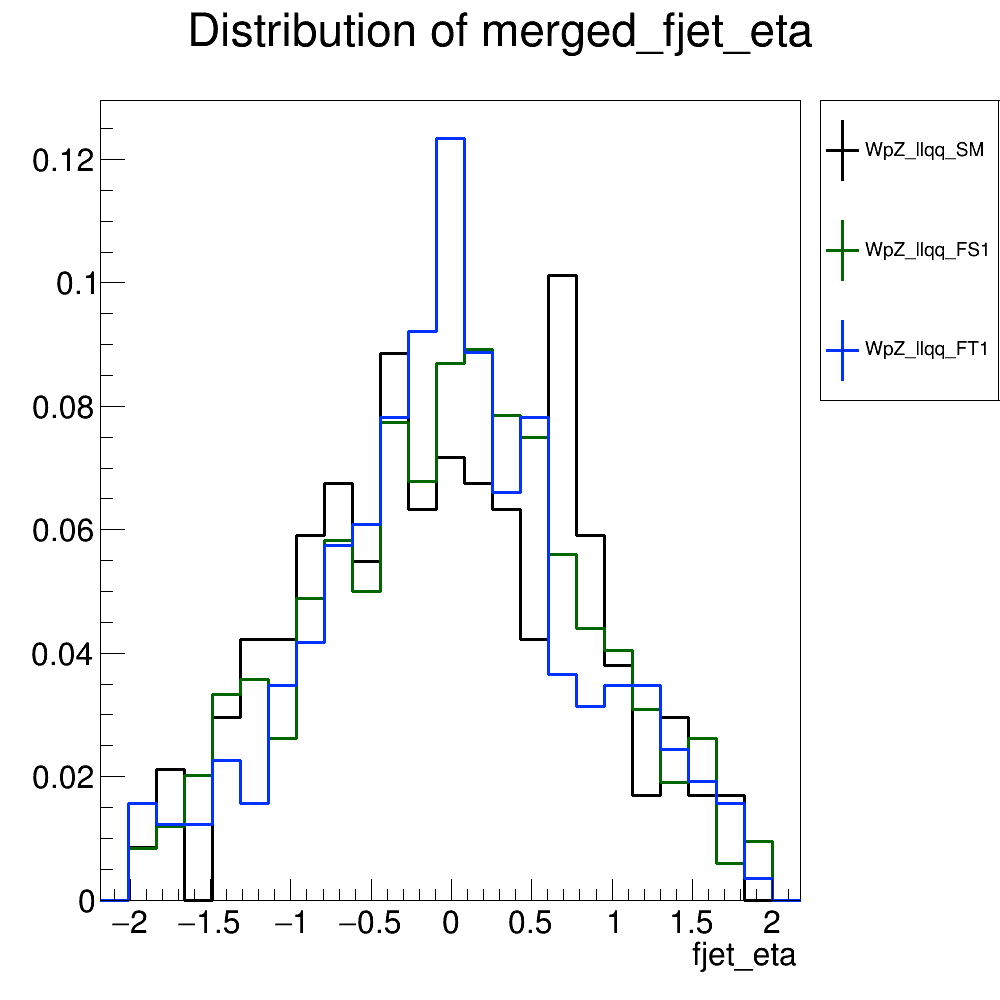 Distribution of merged_fjet_eta
WpZ_llqq_SM
WpZ_llqq_FS1
WpZ_llqq_FT1
0.12
0.1
0.08
0.06
0.04
0.02
0
−2 −1.5 −1 −0.5 0 0.5 1 1.5 2
fjet_eta